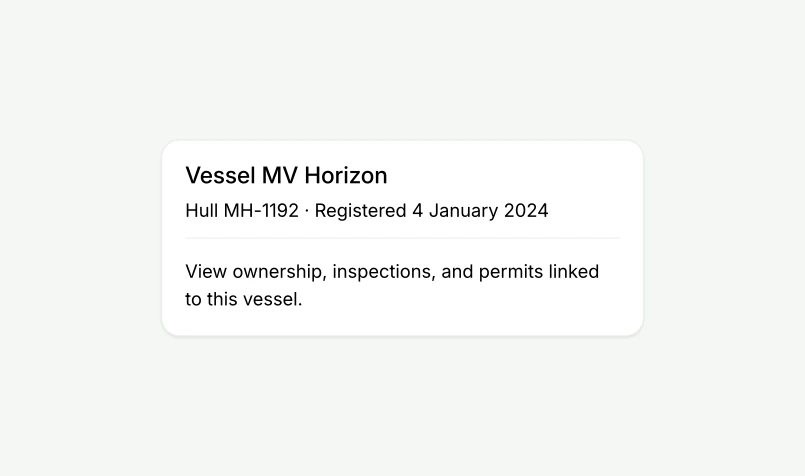 Vessel MV Horizon
Hull MH-1192 · Registered 4 January 2024
View ownership, inspections, and permits linked
to this vessel.